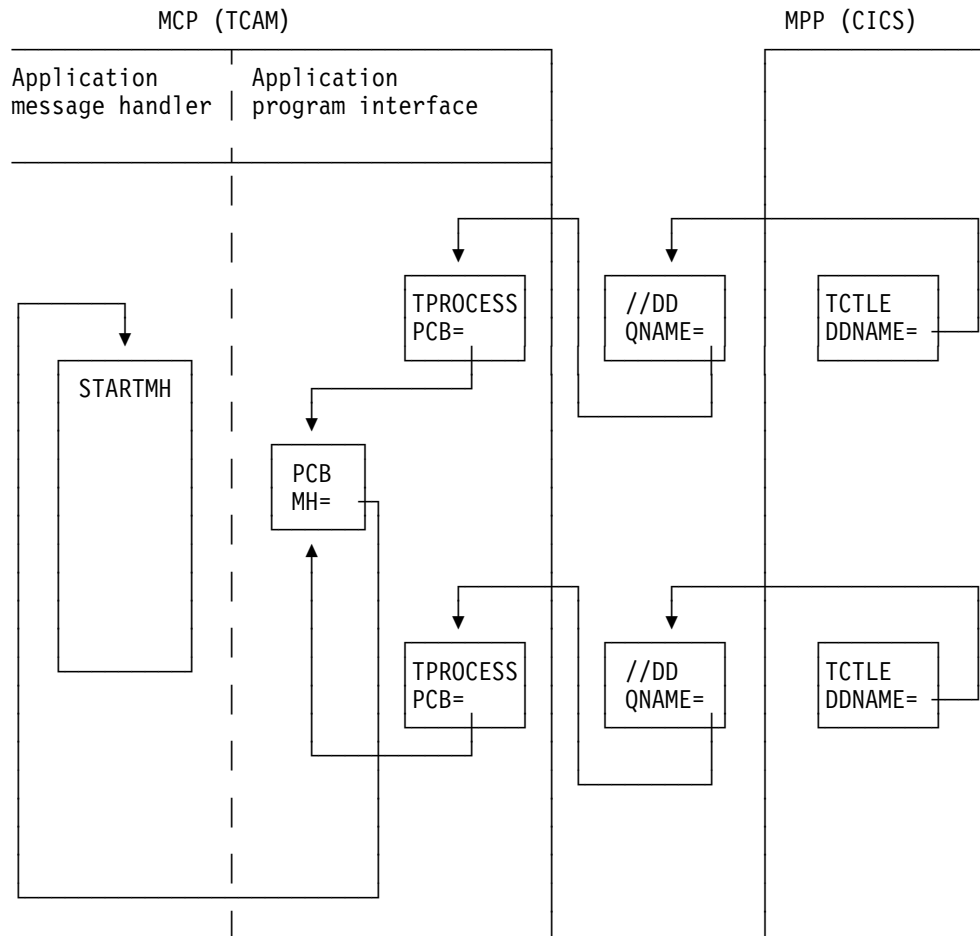 MCP (TCAM)
MPP (CICS)
Application
message handler
Application
program interface
TPROCESS
PCB=
//DD
QNAME=
TCTLE
DDNAME=
STARTMH
PCB
MH=
TPROCESS
PCB=
//DD
QNAME=
TCTLE
DDNAME=